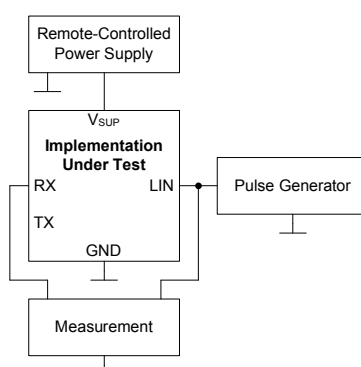 Remote-Controlled
Power Supply
VSUP
Implementation
Under Test
RX
LIN
Pulse Generator
TX
GND
Measurement